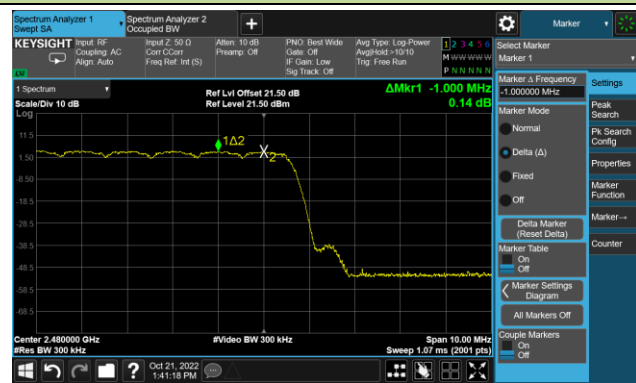 Spectrum Analyzer 1
Swept SA
Spectrum Analyzer 2
Occupied BW
Marker
KEYSIGHT
Input: RF
Coupling: AC
Align: Auto
Input Z: 50 Ω
Corr CCorr
Freq Ref: Int (S)
Atten: 10 dB
Preamp: Off
PNO: Best Wide
Gate: Off
IF Gain: Low
Sig Track: Off
Avg Type: Log-Power
Avg|Hold:>10/10
Trig: Free Run
1 2 3 4 5 6
M W W W W W
P N N N N N
Select Marker
Marker 1
1 Spectrum
Scale/Div 10 dB
Log
Ref Lvl Offset 21.50 dB
Ref Level 21.50 dBm
ΔMkr1 -1.000 MHz
0.14 dB
11.5
1.50
-8.50
-18.5
-28.5
-38.5
-48.5
-58.5
-68.5
1Δ2
X2
Center 2.480000 GHz
#Res BW 300 kHz
#Video BW 300 kHz
Span 10.00 MHz
Sweep 1.07 ms (2001 pts)
Marker Δ Frequency
-1.000000 MHz
Marker Mode
Normal
Delta (Δ)
Fixed
Off
Delta Marker
(Reset Delta)
Marker Table
On
Off
Marker Settings
Diagram
All Markers Off
Couple Markers
On
Off
Settings
Peak
Search
Pk Search
Config
Properties
Marker
Function
Marker→
Counter
?
Oct 21, 2022
1:41:18 PM